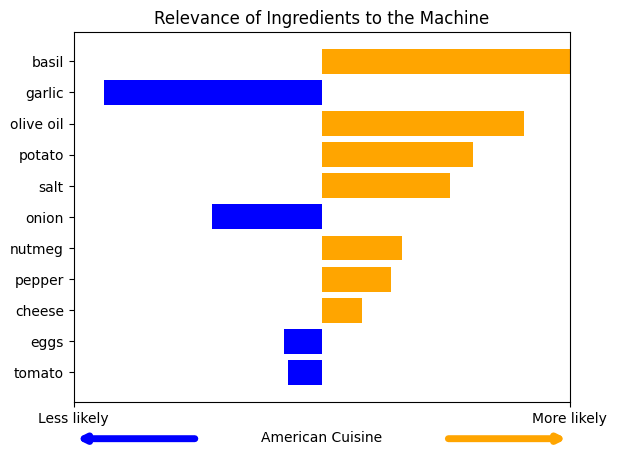 Relevance of Ingredients to the Machine
basil
garlic
olive oil
potato
salt
onion
nutmeg
pepper
cheese
eggs
tomato
Less likely
More likely
American Cuisine